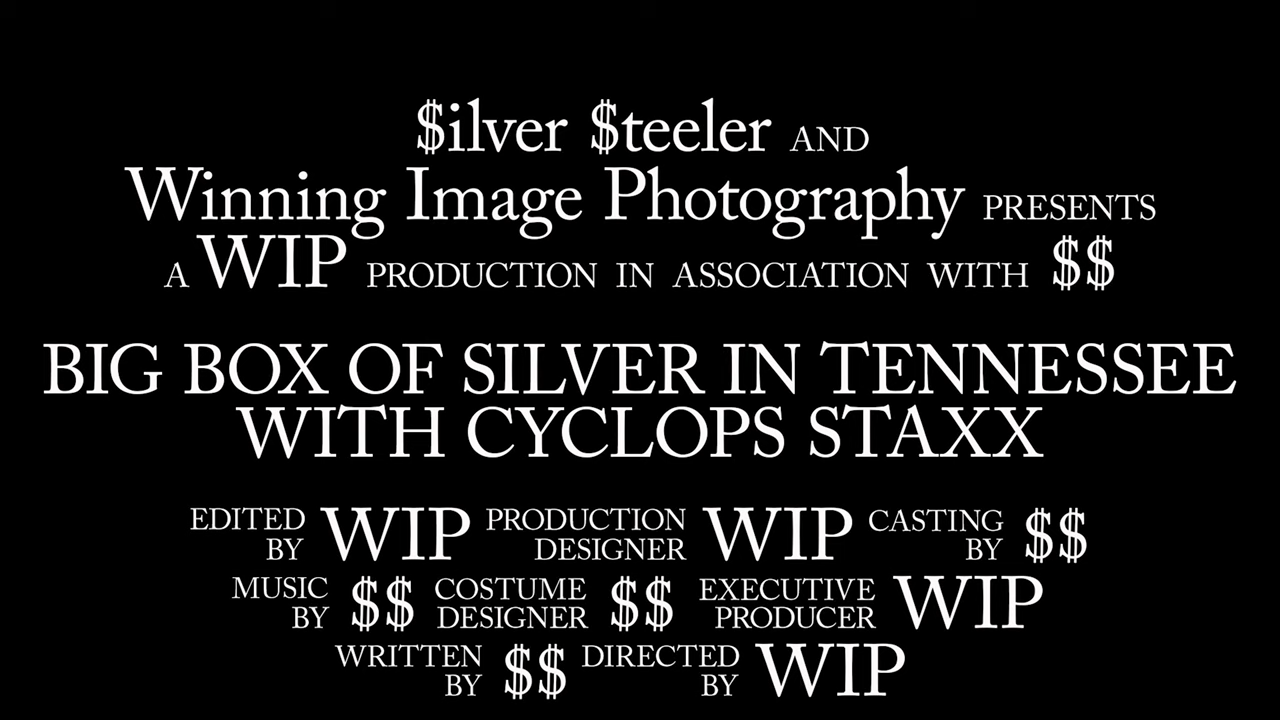 $ilver $teeler AND
Winning Image Photography PRESENTS
A WIP PRODUCTION IN ASSOCIATION WITH $$
BIG BOX OF SILVER IN TENNESSEE
WITH CYCLOPS STAXX
EDITED BY WIP PRODUCTION DESIGNER WIP CASTING BY $$
MUSIC BY $$ COSTUME DESIGNER $$ EXECUTIVE PRODUCER WIP
WRITTEN BY $$ DIRECTED BY WIP